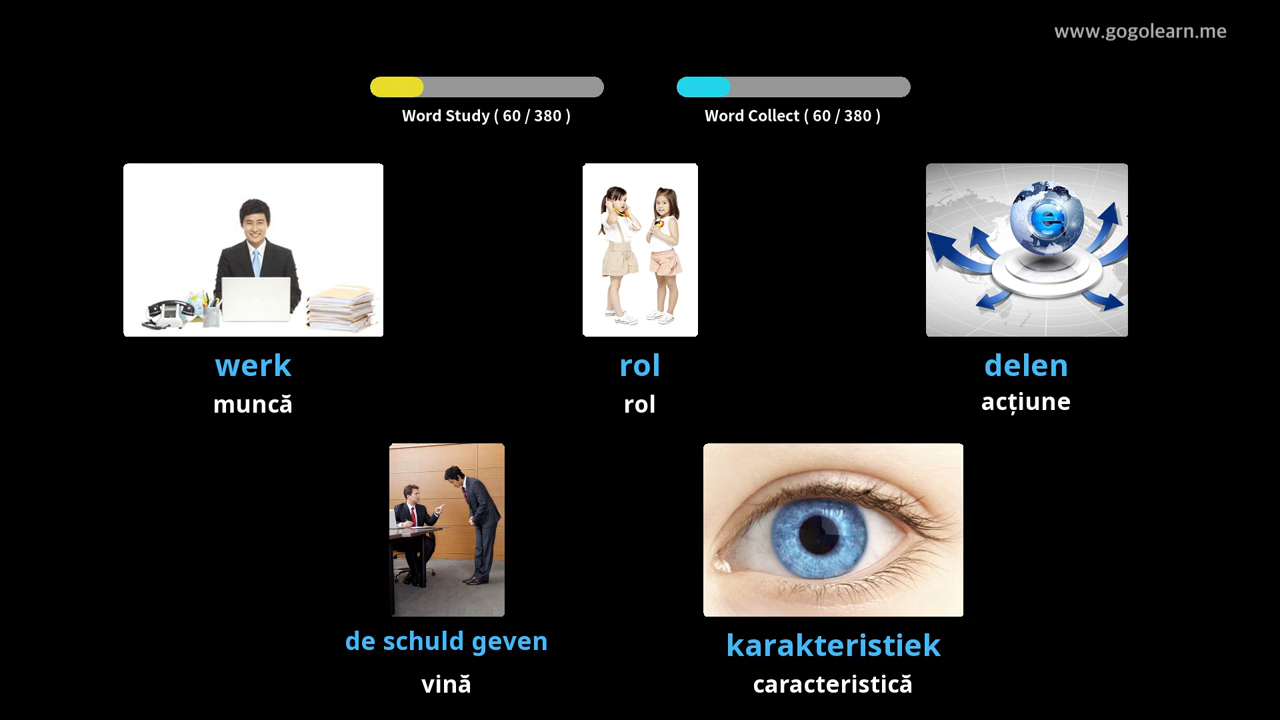 www.gogolearn.me
Word Study ( 60 / 380 )
Word Collect ( 60 / 380 )
werk
rol
delen
muncă
rol
acțiune
de schuld geven
karakteristiek
vină
caracteristică